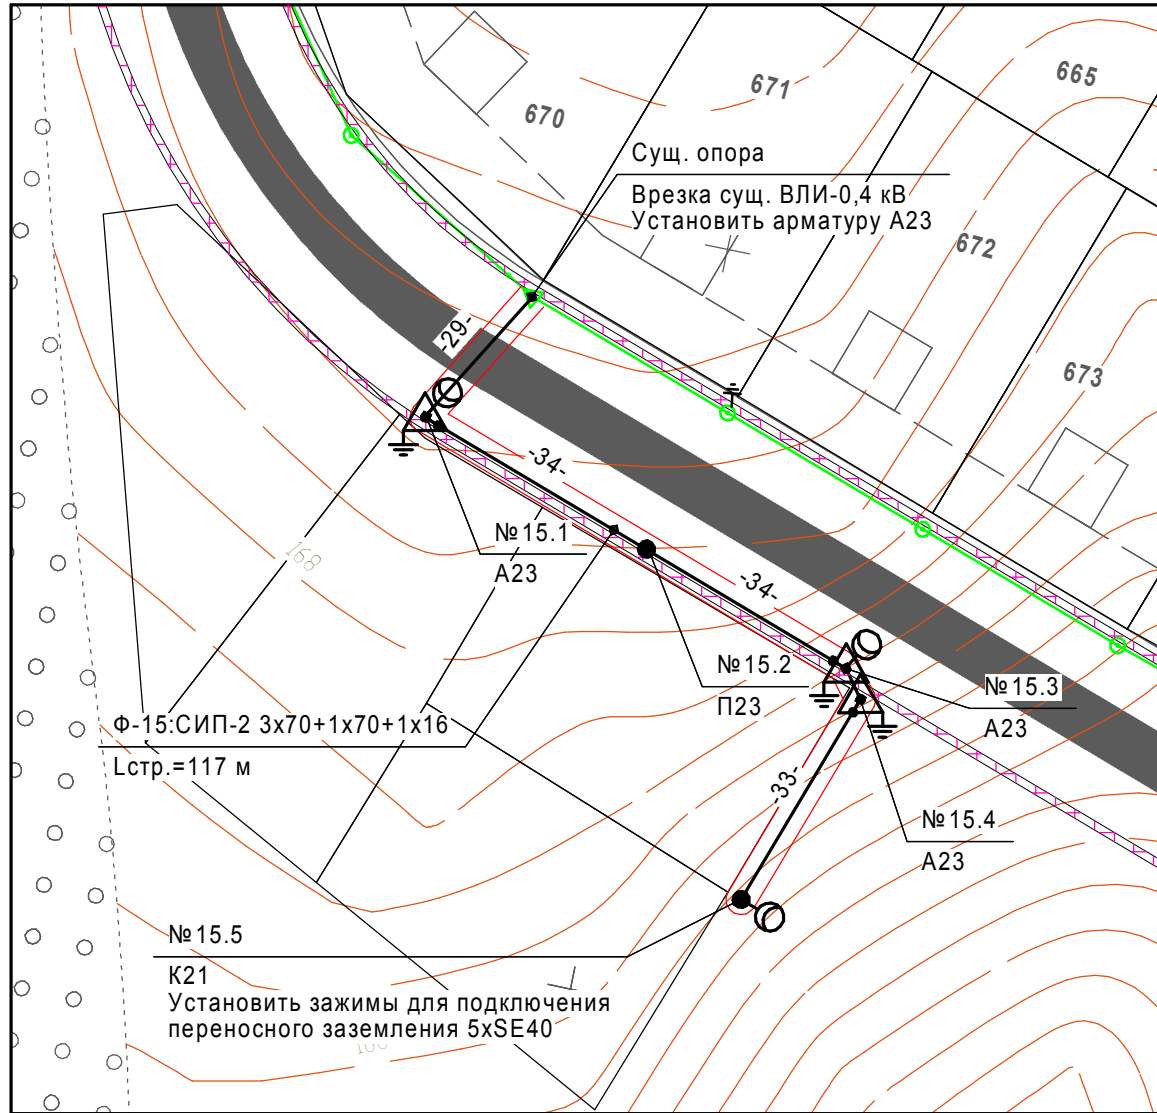 665
671
670
Сущ. опора
Врезка сущ. ВЛИ-0,4 кВ
Установить арматуру А23
672
-29-
673
-34-
№15.1
А23
168
-34-
№15.2
П23
№15.3
А23
Ф-15:СИП-2 3х70+1х70+1х16
Lстр.=117 м
-33-
№15.4
А23
№15.5
К21
Установить зажимы для подключения
переносного заземления 5хSE40